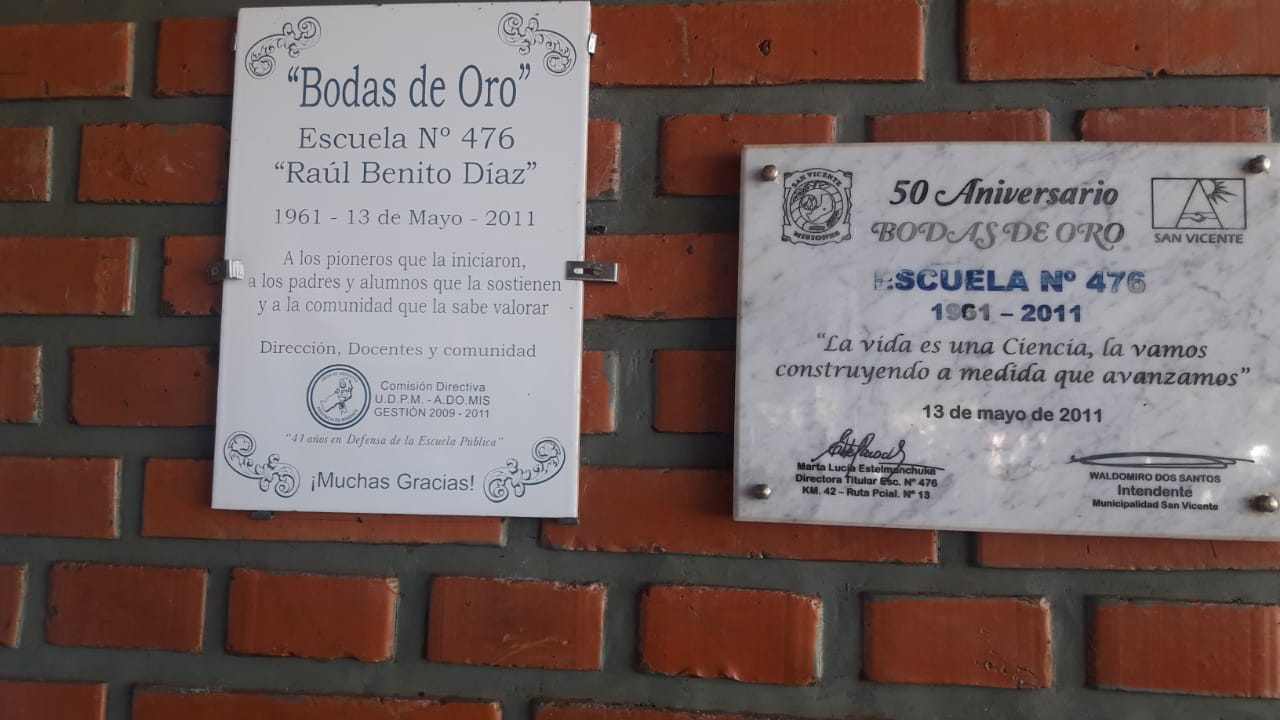 "Bodas de Oro"
Escuela Nº 476
"Raúl Benito Díaz"
1961 - 13 de Mayo - 2011
A los pioneros que la iniciaron,
a los padres y alumnos que la sostienen
y a la comunidad que la sabe valorar
Dirección, Docentes y comunidad
Comisión Directiva
U.D.P.M. - A.DO.MIS
GESTIÓN 2009 - 2011
"41 años en Defensa de la Escuela Pública"
¡Muchas Gracias!
SAN VICENTE
MISIONES
50 Aniversario
BODAS DE ORO
SAN VICENTE
ESCUELA Nº 476
1961 – 2011
"La vida es una Ciencia, la vamos
construyendo a medida que avanzamos"
13 de mayo de 2011
Marta Lucía Estelmanchuka
Directora Titular Esc. Nº 476
KM. 42 – Ruta Pcial. Nº 13
WALDOMIRO DOS SANTOS
Intendente
Municipalidad San Vicente